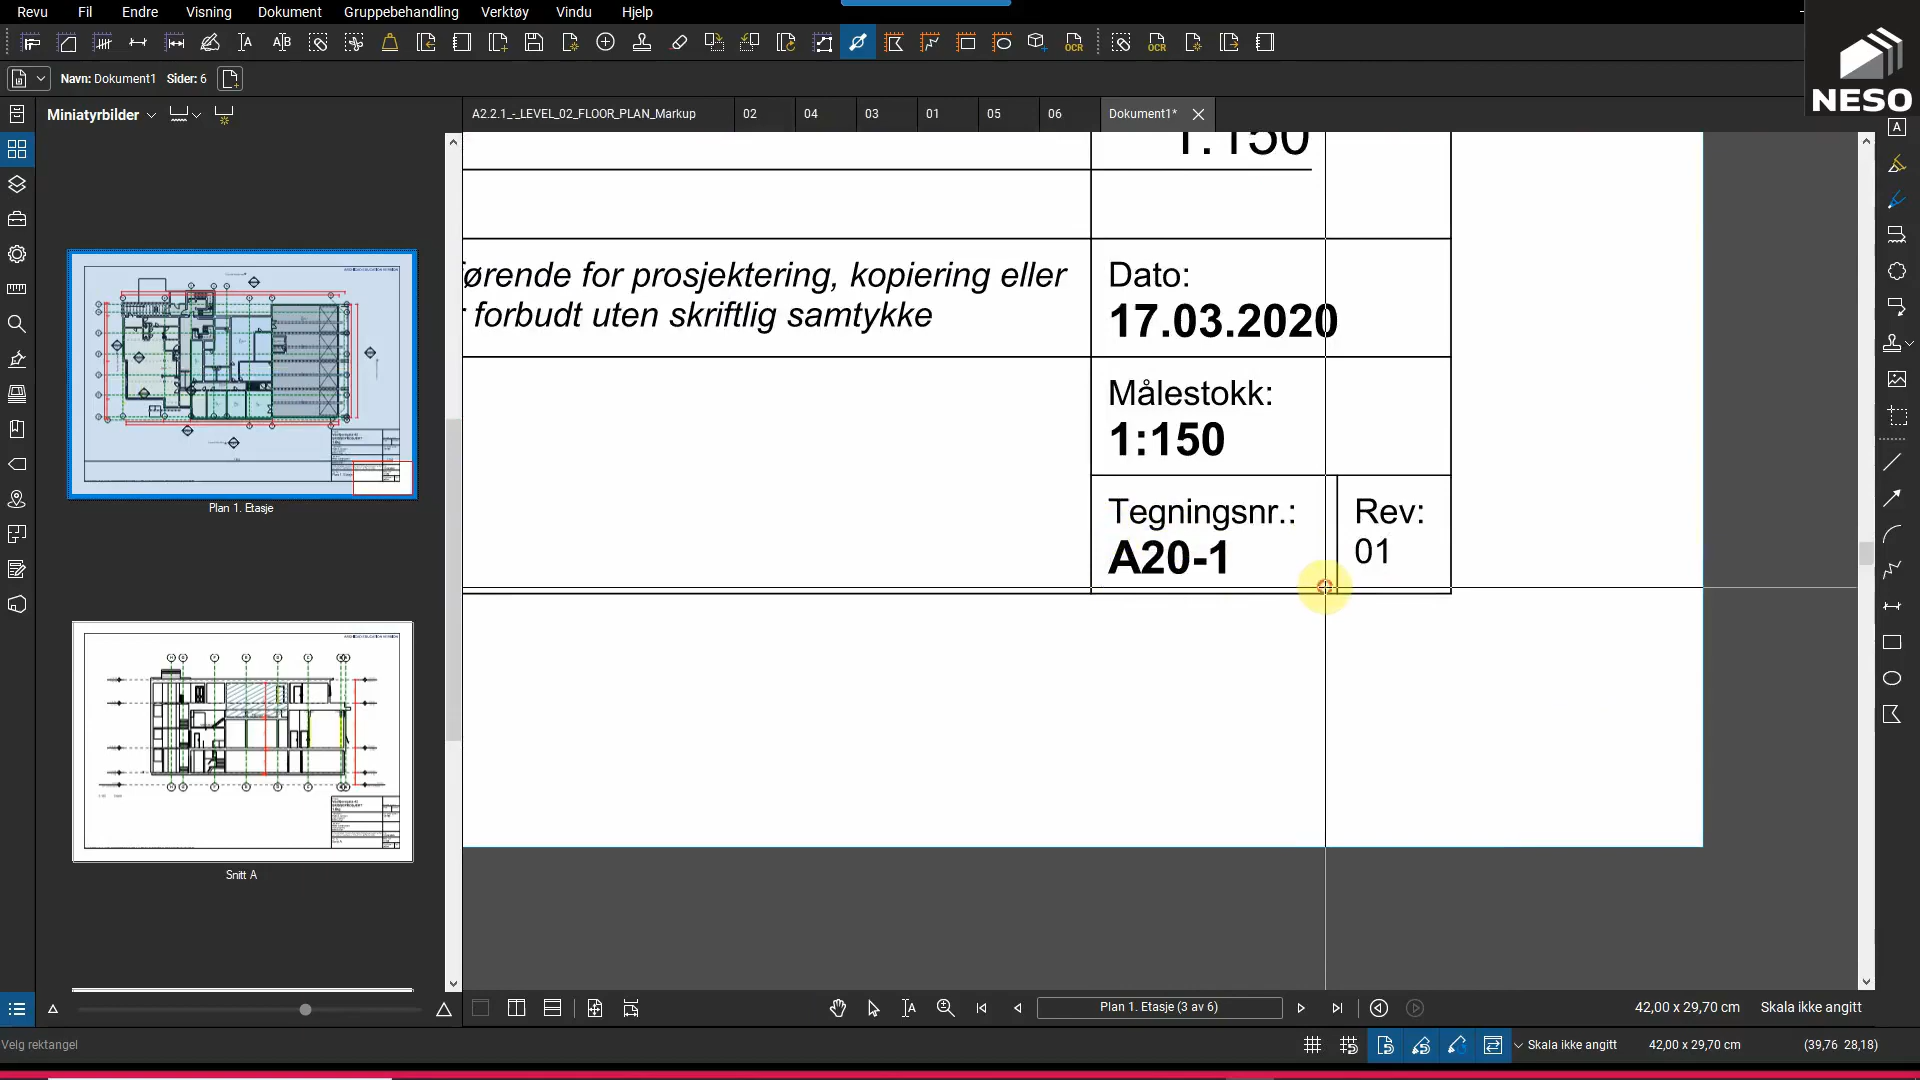 Revu Fil Endre Visning Dokument Gruppebehandling Verktøy Vindu Hjelp
NESO
Navn: Dokument1 Sider: 6
Miniatyrbilder
A2.2.1_-_LEVEL_02_FLOOR_PLAN_Markup 02 04 03 01 05 06 Dokument1*
1:150
ørende for prosjektering, kopiering eller
forbudt uten skriftlig samtykke
Dato:
17.03.2020
Målestokk:
1:150
Tegningsnr.:
A20-1
Rev:
01
Plan 1. Etasje
Snitt A
Plan 1. Etasje (3 av 6)
42,00 x 29,70 cm Skala ikke angitt
Velg rektangel
Skala ikke angitt 42,00 x 29,70 cm (39,76 28,18)